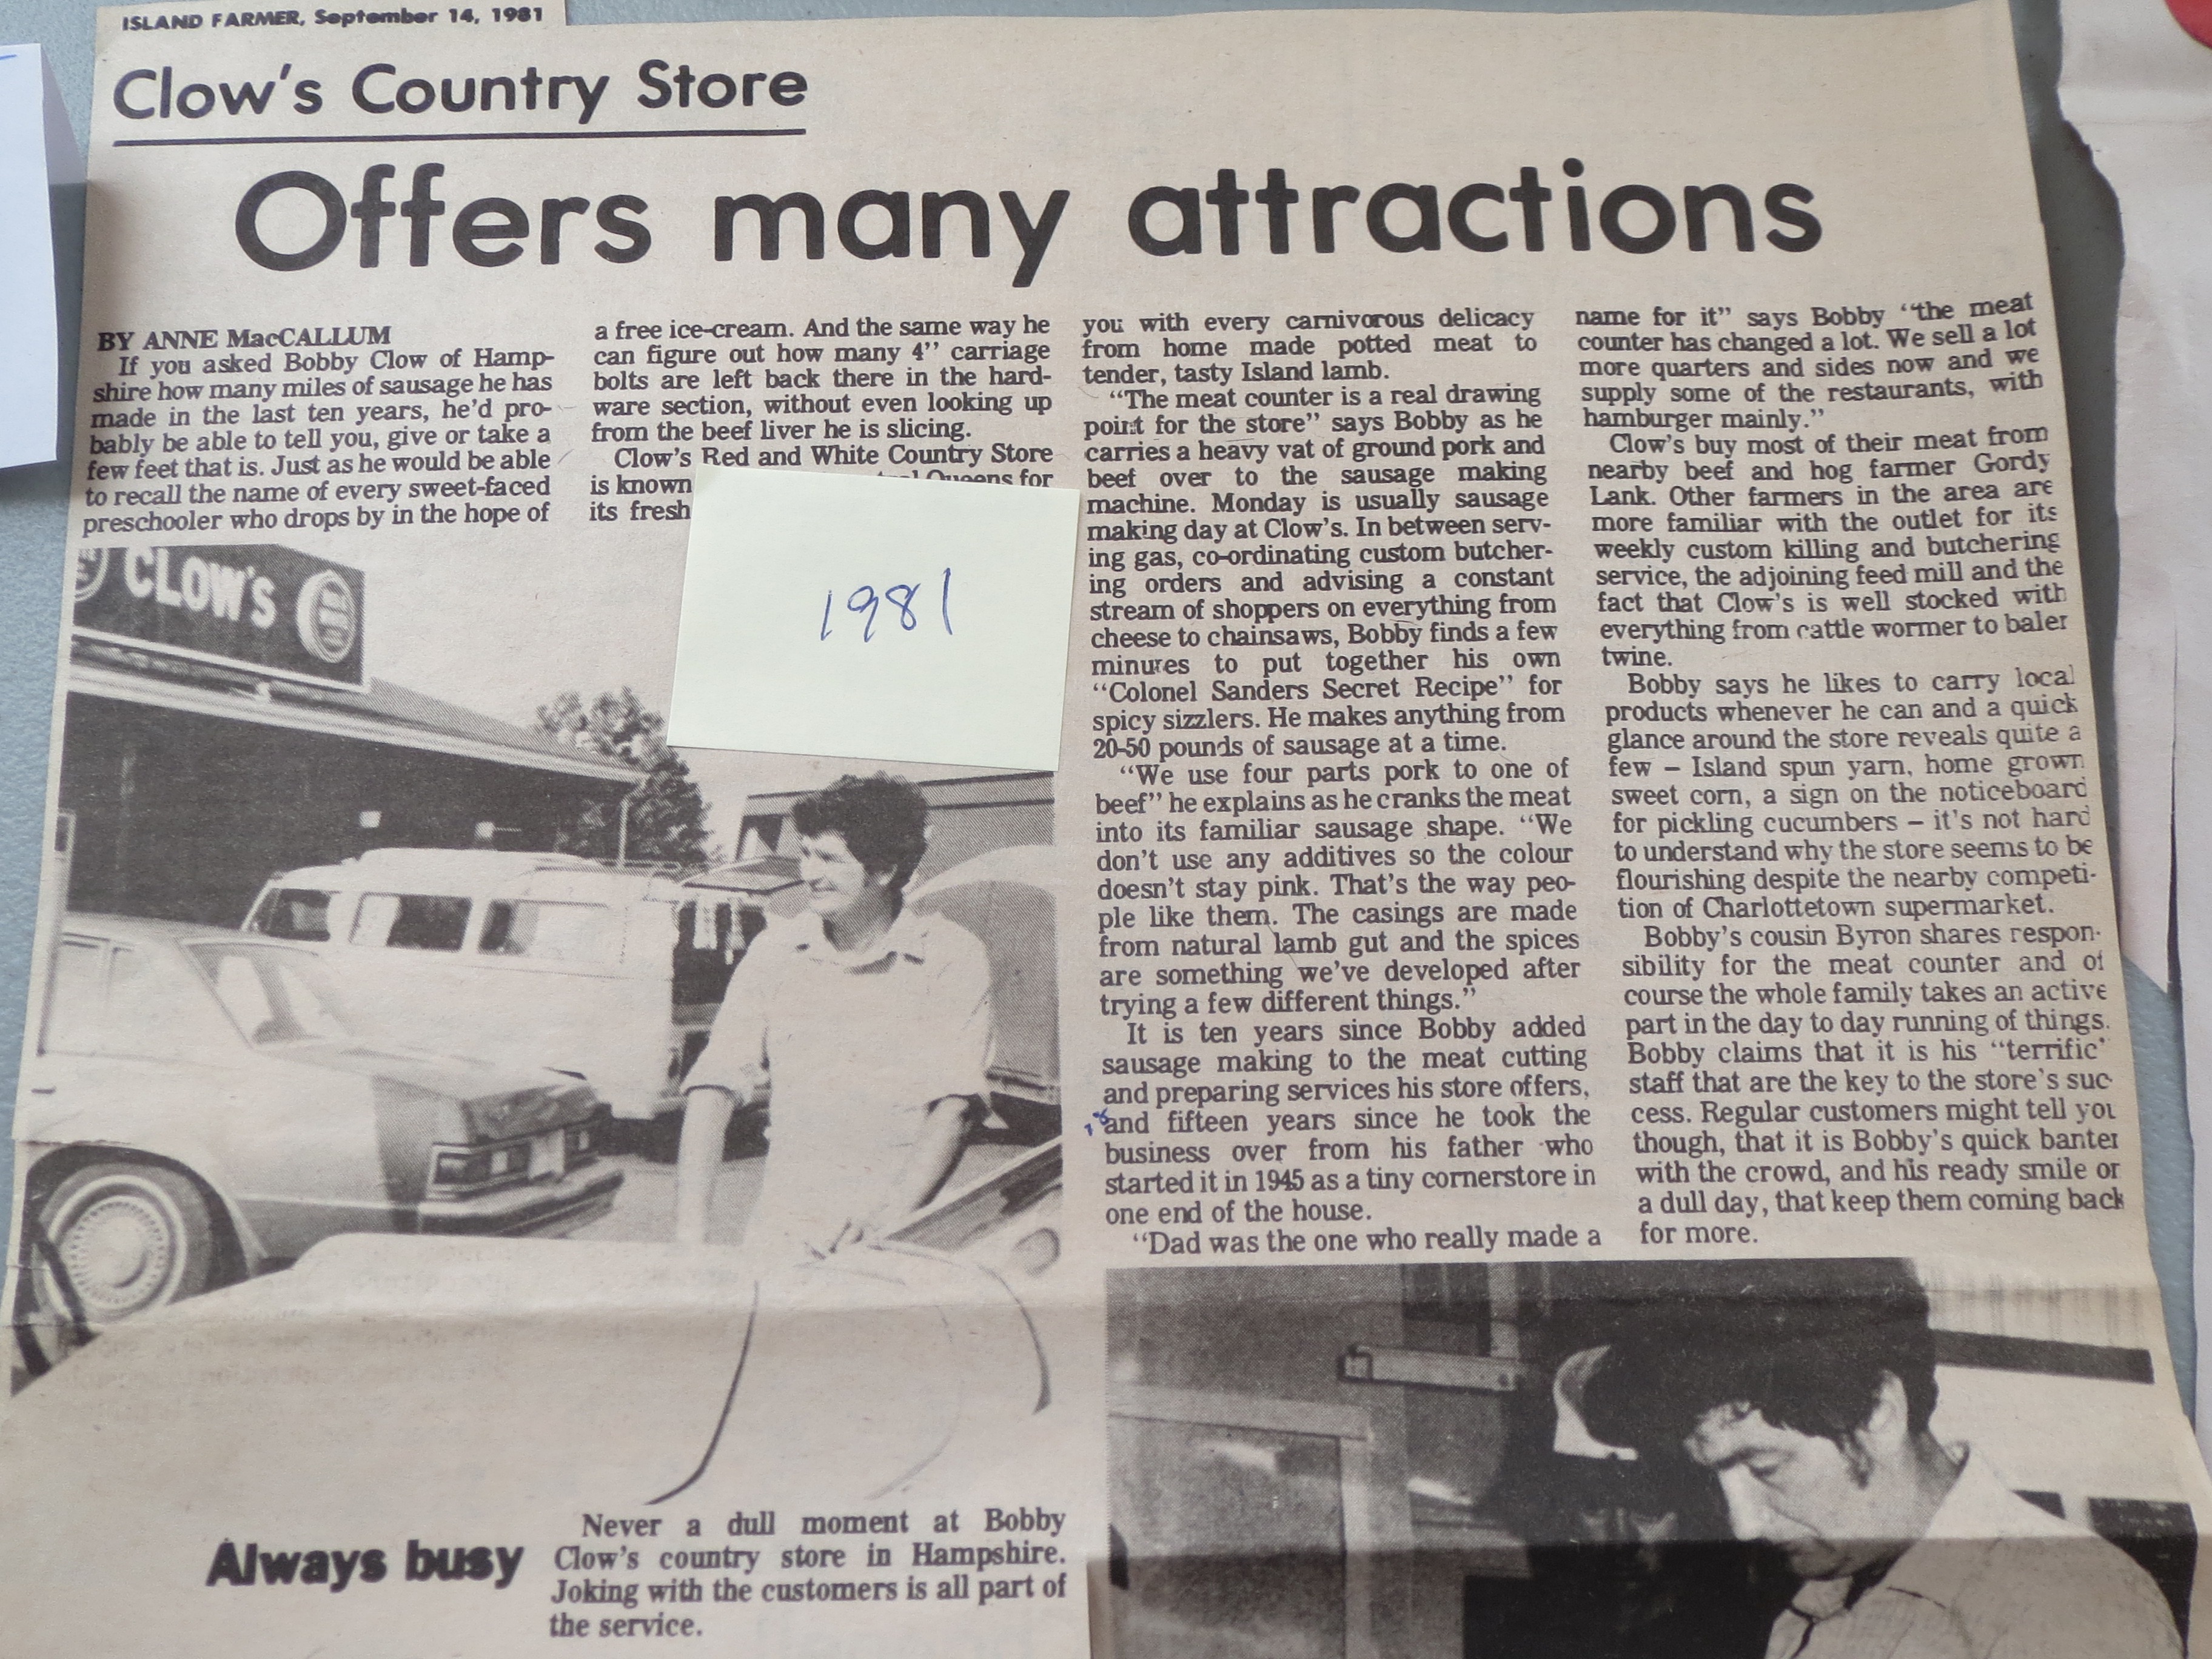 ISLAND FARMER, September 14, 1981
Clow's Country Store
Offers many attractions
BY ANNE MacCALLUM
If you asked Bobby Clow of Hamp-
shire how many miles of sausage he has
made in the last ten years, he'd pro-
bably be able to tell you, give or take a
few feet that is. Just as he would be able
to recall the name of every sweet-faced
preschooler who drops by in the hope of
a free ice-cream. And the same way he
can figure out how many 4" carriage
bolts are left back there in the hard-
ware section, without even looking up
from the beef liver he is slicing.
Clow's Red and White Country Store
is known Queens for
its fresh
1981
CLOW'S
you with every carnivorous delicacy
from home made potted meat to
tender, tasty Island lamb.
"The meat counter is a real drawing
point for the store" says Bobby as he
carries a heavy vat of ground pork and
beef over to the sausage making
machine. Monday is usually sausage
making day at Clow's. In between serv-
ing gas, co-ordinating custom butcher-
ing orders and advising a constant
stream of shoppers on everything from
cheese to chainsaws, Bobby finds a few
minutes to put together his own
"Colonel Sanders Secret Recipe" for
spicy sizzlers. He makes anything from
20-50 pounds of sausage at a time.
"We use four parts pork to one of
beef" he explains as he cranks the meat
into its familiar sausage shape. "We
don't use any additives so the colour
doesn't stay pink. That's the way peo-
ple like them. The casings are made
from natural lamb gut and the spices
are something we've developed after
trying a few different things."
It is ten years since Bobby added
sausage making to the meat cutting
and preparing services his store offers,
and fifteen years since he took the
business over from his father who
started it in 1945 as a tiny cornerstore in
one end of the house.
"Dad was the one who really made a
name for it" says Bobby "the meat
counter has changed a lot. We sell a lot
more quarters and sides now and we
supply some of the restaurants, with
hamburger mainly."
Clow's buy most of their meat from
nearby beef and hog farmer Gordy
Lank. Other farmers in the area are
more familiar with the outlet for its
weekly custom killing and butchering
service, the adjoining feed mill and the
fact that Clow's is well stocked with
everything from cattle wormer to baler
twine.
Bobby says he likes to carry local
products whenever he can and a quick
glance around the store reveals quite a
few — Island spun yarn, home grown
sweet corn, a sign on the noticeboard
for pickling cucumbers — it's not hard
to understand why the store seems to be
flourishing despite the nearby competi-
tion of Charlottetown supermarket.
Bobby's cousin Byron shares respon-
sibility for the meat counter and of
course the whole family takes an active
part in the day to day running of things.
Bobby claims that it is his "terrific"
staff that are the key to the store's suc-
cess. Regular customers might tell you
though, that it is Bobby's quick banter
with the crowd, and his ready smile or
a dull day, that keep them coming back
for more.
Always busy
Never a dull moment at Bobby
Clow's country store in Hampshire.
Joking with the customers is all part of
the service.